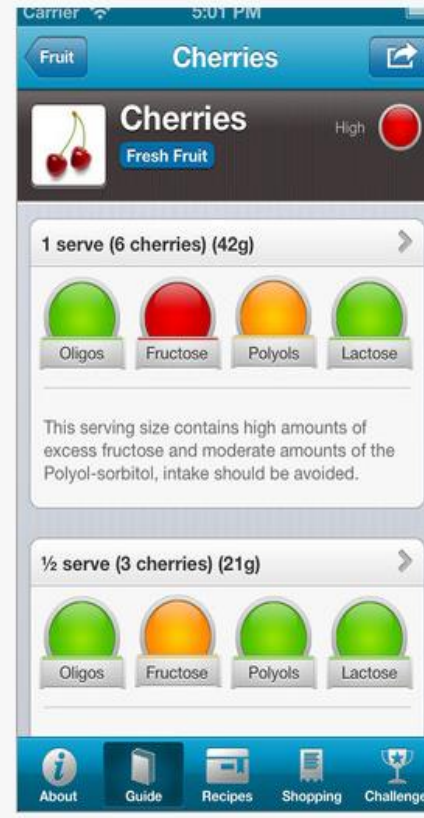 Carrier 5:01 PM
Fruit Cherries
Cherries High
Fresh Fruit
1 serve (6 cherries) (42g)
Oligos Fructose Polyols Lactose
This serving size contains high amounts of
excess fructose and moderate amounts of the
Polyol-sorbitol, intake should be avoided.
½ serve (3 cherries) (21g)
Oligos Fructose Polyols Lactose
About Guide Recipes Shopping Challenge